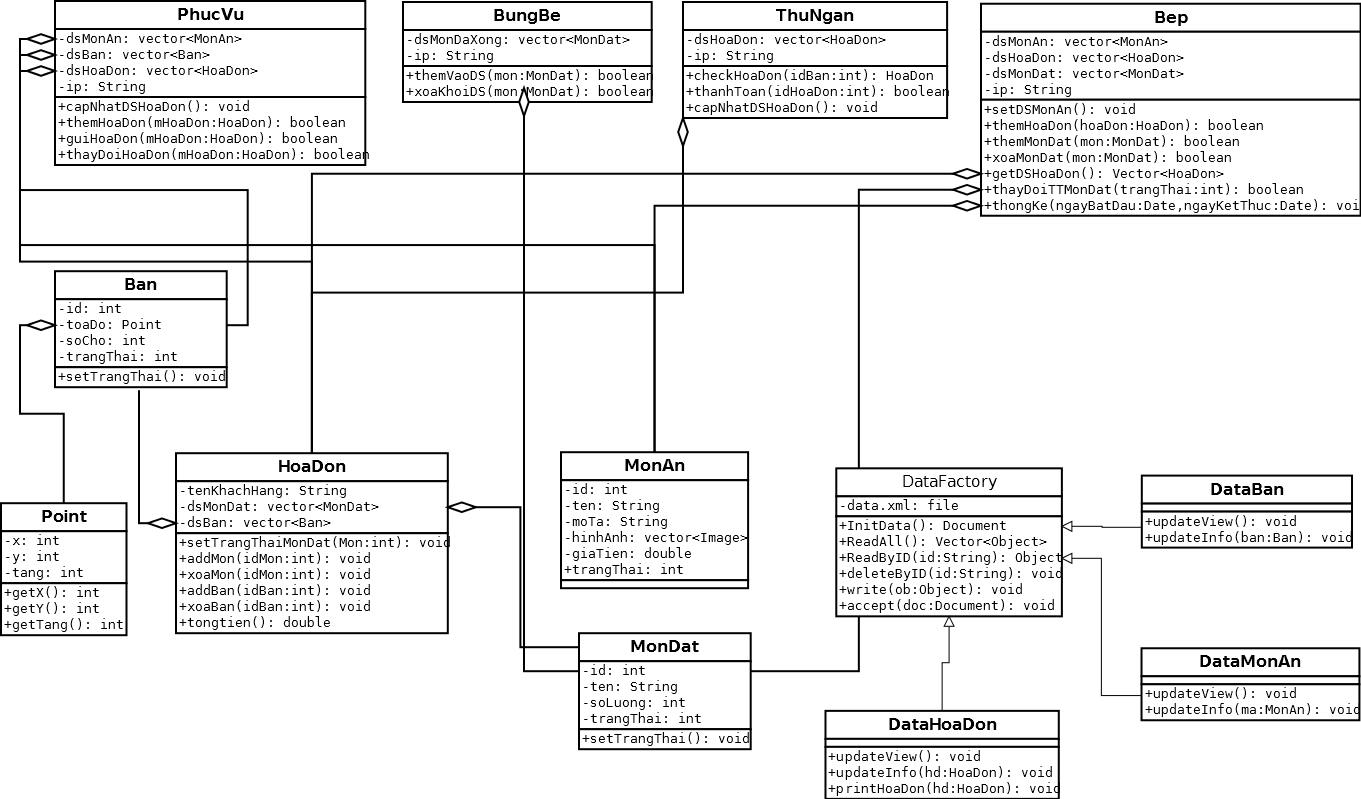 PhucVu
-dsMonAn: vector<MonAn>
-dsBan: vector<Ban>
-dsHoaDon: vector<HoaDon>
-ip: String
+capNhatDSHoaDon(): void
+themHoaDon(mHoaDon:HoaDon): boolean
+guiHoaDon(mHoaDon:HoaDon): boolean
+thayDoiHoaDon(mHoaDon:HoaDon): boolean
BungBe
-dsMonDaXong: vector<MonDat>
-ip: String
+themVaoDS(mon:MonDat): boolean
+xoaKhoiDS(mon:MonDat): boolean
ThuNgan
-dsHoaDon: vector<HoaDon>
-ip: String
+checkHoaDon(idBan:int): HoaDon
+thanhToan(idHoaDon:int): boolean
+capNhatDSHoaDon(): void
Bep
-dsMonAn: vector<MonAn>
-dsHoaDon: vector<HoaDon>
-dsMonDat: vector<MonDat>
-ip: String
+setDSMonAn(): void
+themHoaDon(hoaDon:HoaDon): boolean
+themMonDat(mon:MonDat): boolean
+xoaMonDat(mon:MonDat): boolean
+getDSHoaDon(): Vector<HoaDon>
+thayDoiTTMonDat(trangThai:int): boolean
+thongKe(ngayBatDau:Date,ngayKetThuc:Date): voi
Ban
-id: int
-toaDo: Point
-soCho: int
-trangThai: int
+setTrangThai(): void
Point
-x: int
-y: int
-tang: int
+getX(): int
+getY(): int
+getTang(): int
HoaDon
-tenKhachHang: String
-dsMonDat: vector<MonDat>
-dsBan: vector<Ban>
+setTrangThaiMonDat(Mon:int): void
+addMon(idMon:int): void
+xoaMon(idMon:int): void
+addBan(idBan:int): void
+xoaBan(idBan:int): void
+tongtien(): double
MonAn
-id: int
-ten: String
-moTa: String
-hinhAnh: vector<Image>
-giaTien: double
+trangThai: int
MonDat
-id: int
-ten: String
-soLuong: int
-trangThai: int
+setTrangThai(): void
DataFactory
-data.xml: file
+InitData(): Document
+ReadAll(): Vector<Object>
+ReadByID(id:String): Object
+deleteByID(id:String): void
+write(ob:Object): void
+accept(doc:Document): void
DataBan
+updateView(): void
+updateInfo(ban:Ban): void
DataMonAn
+updateView(): void
+updateInfo(ma:MonAn): void
DataHoaDon
+updateView(): void
+updateInfo(hd:HoaDon): void
+printHoaDon(hd:HoaDon): void